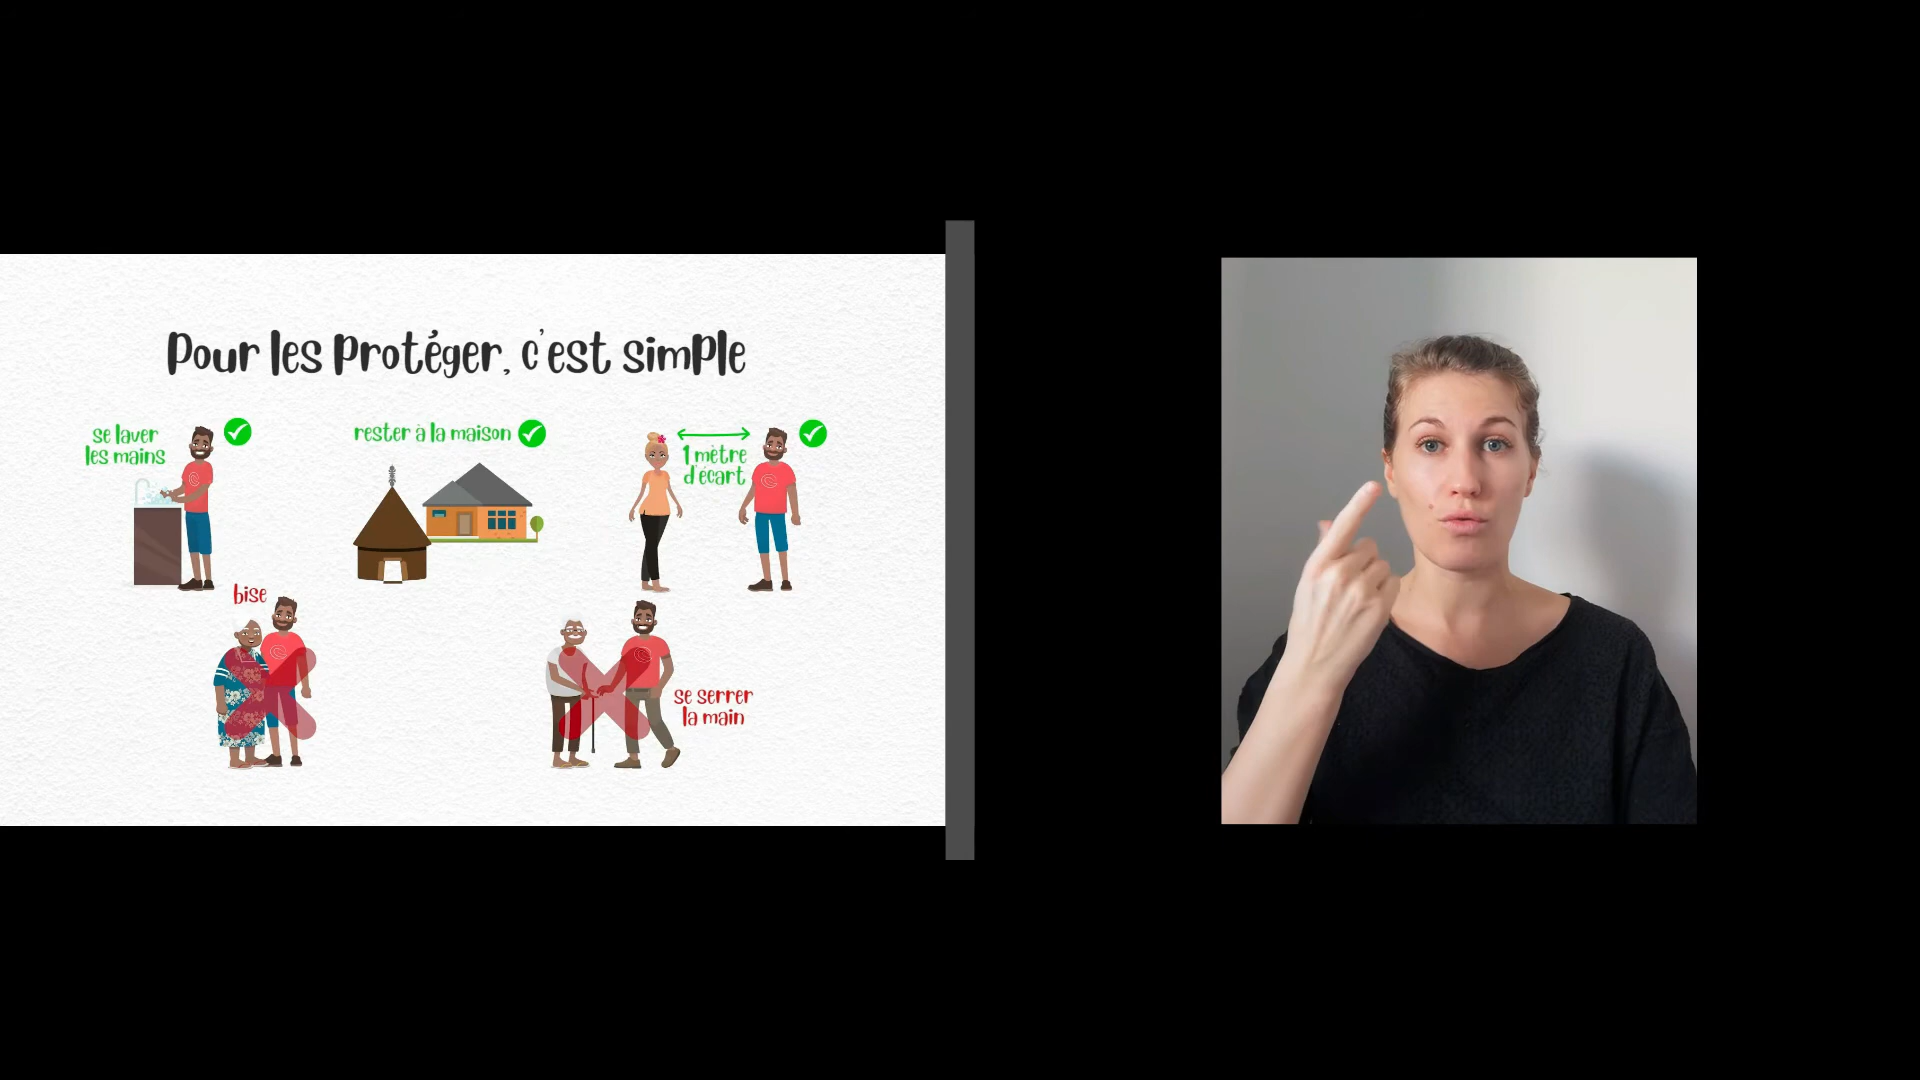 Pour les protéger, c'est simple
se laver
les mains
rester à la maison
1 mètre
d'écart
bise
se serrer
la main